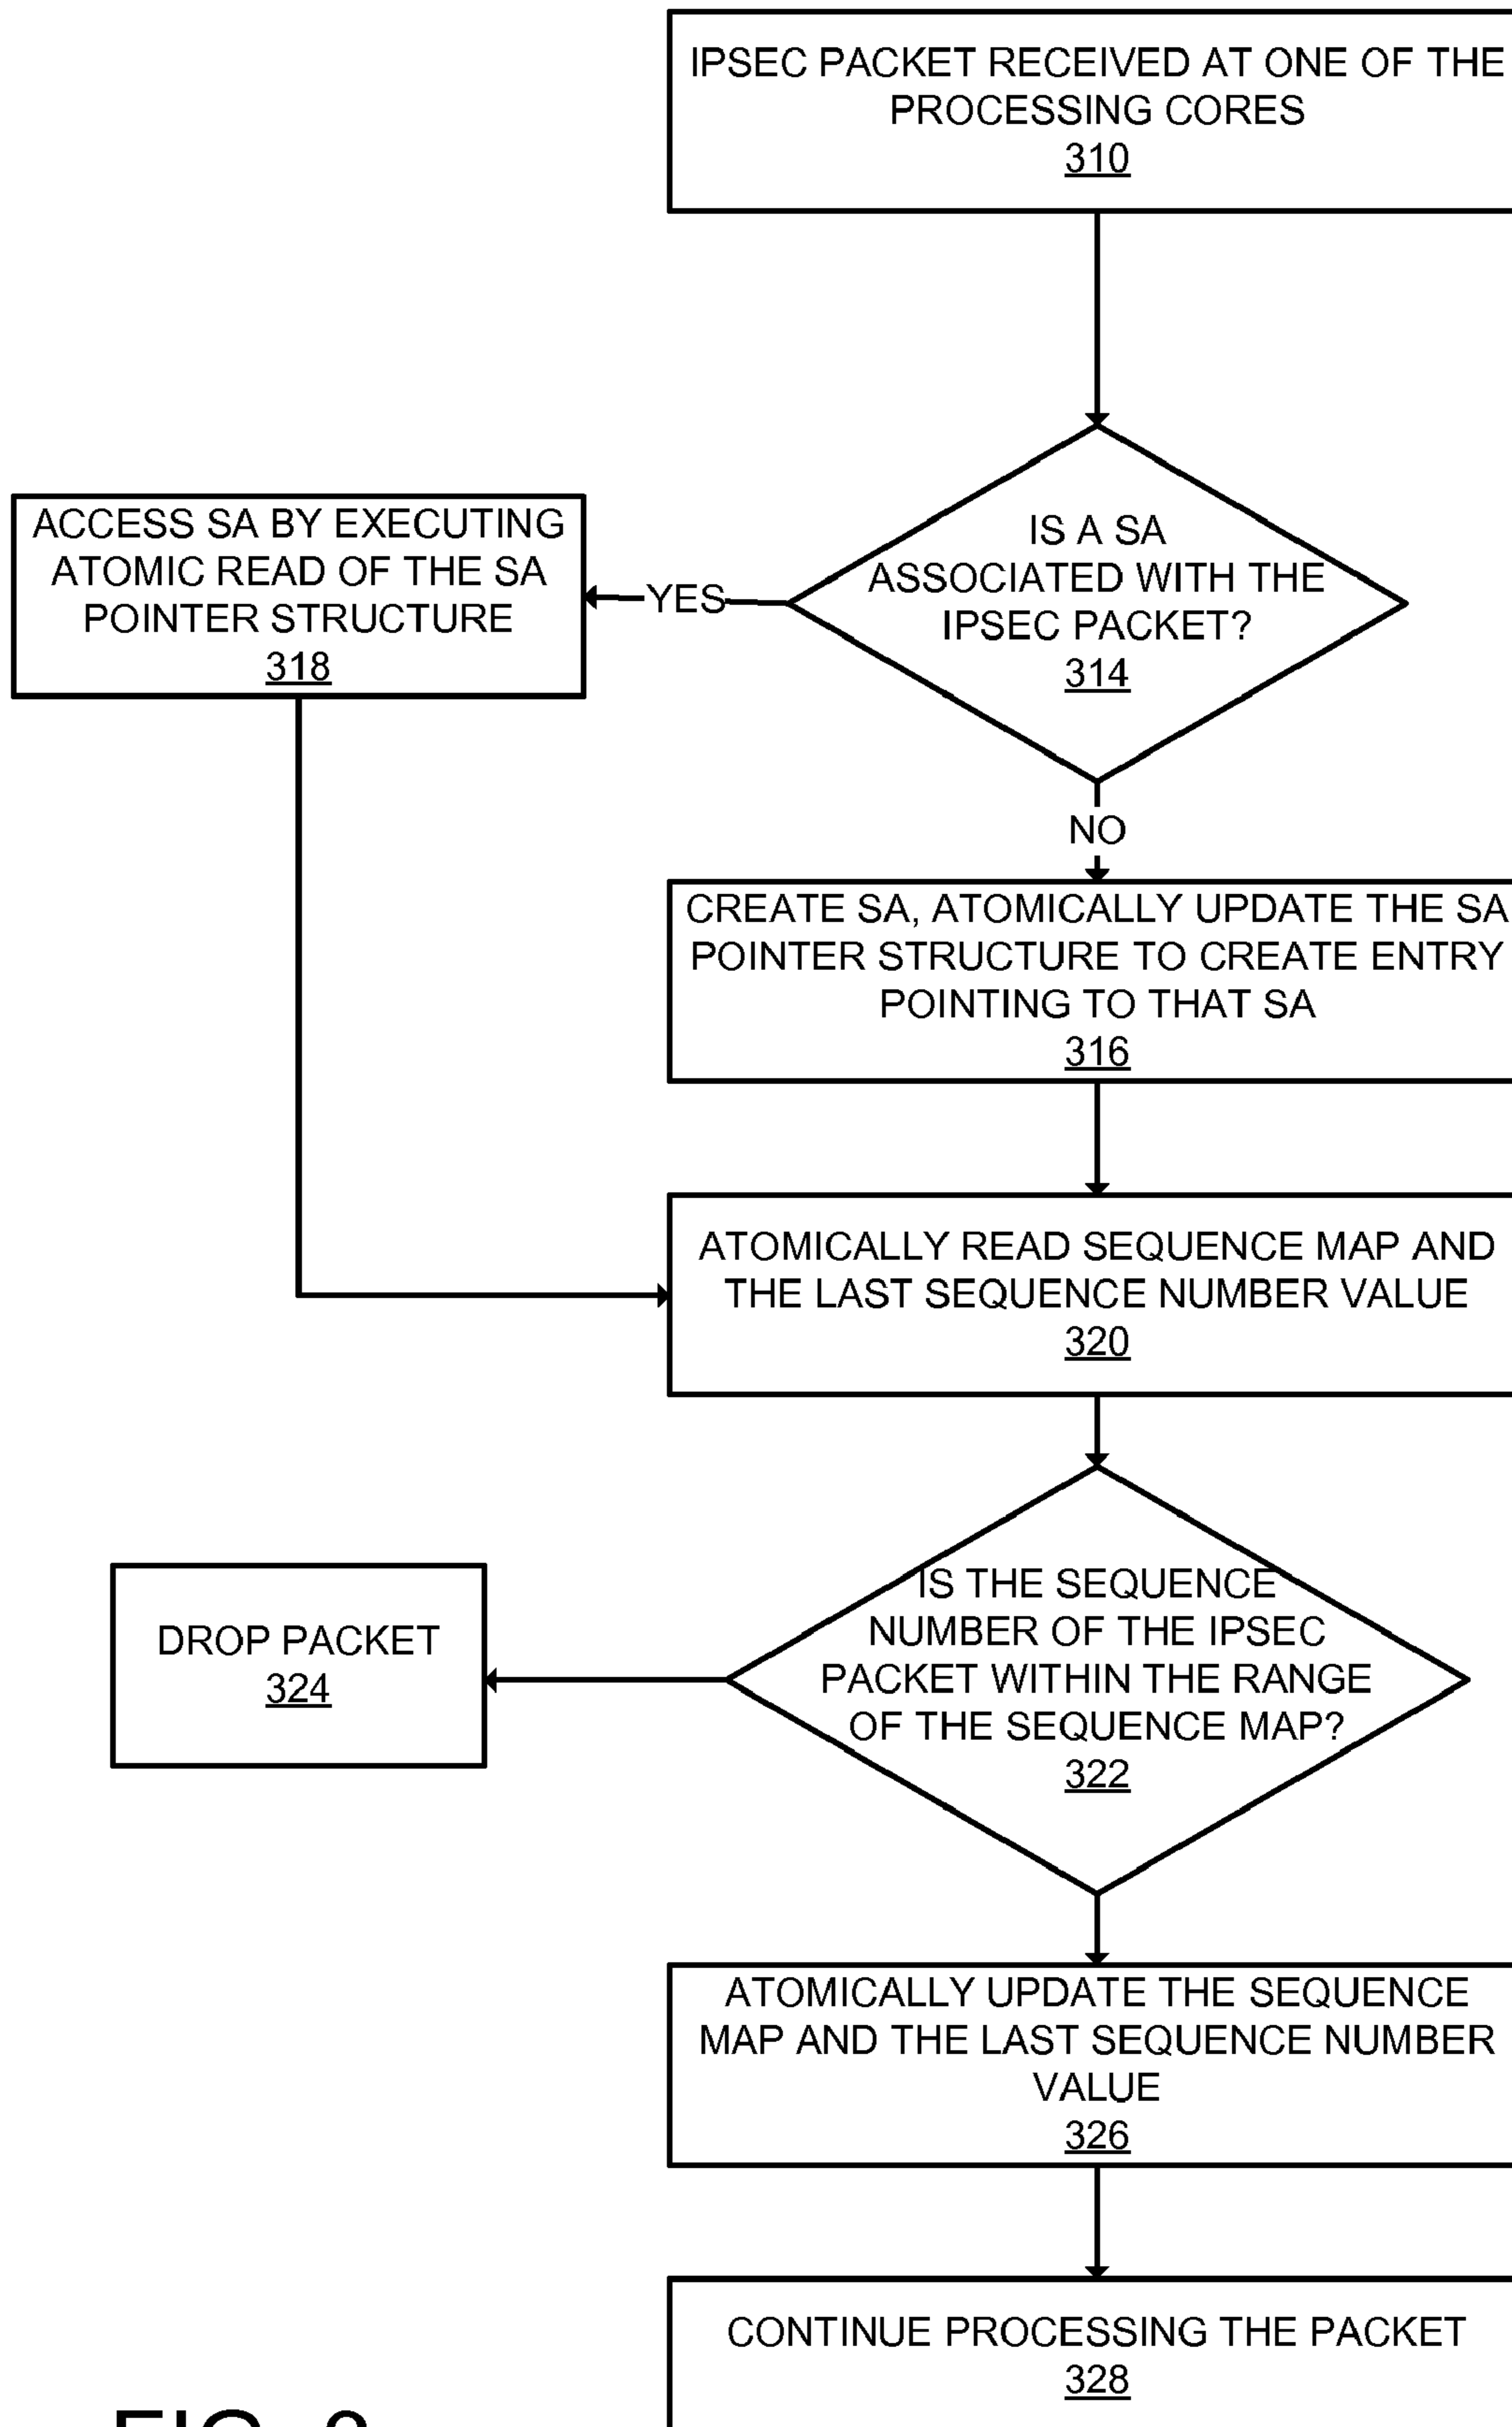 IPSEC PACKET RECEIVED AT ONE OF THE
PROCESSING CORES
310
IS A SA
ASSOCIATED WITH THE
IPSEC PACKET?
314
YES
ACCESS SA BY EXECUTING
ATOMIC READ OF THE SA
POINTER STRUCTURE
318
NO
CREATE SA, ATOMICALLY UPDATE THE SA
POINTER STRUCTURE TO CREATE ENTRY
POINTING TO THAT SA
316
ATOMICALLY READ SEQUENCE MAP AND
THE LAST SEQUENCE NUMBER VALUE
320
IS THE SEQUENCE
NUMBER OF THE IPSEC
PACKET WITHIN THE RANGE
OF THE SEQUENCE MAP?
322
DROP PACKET
324
ATOMICALLY UPDATE THE SEQUENCE
MAP AND THE LAST SEQUENCE NUMBER
VALUE
326
CONTINUE PROCESSING THE PACKET
328
FIG.